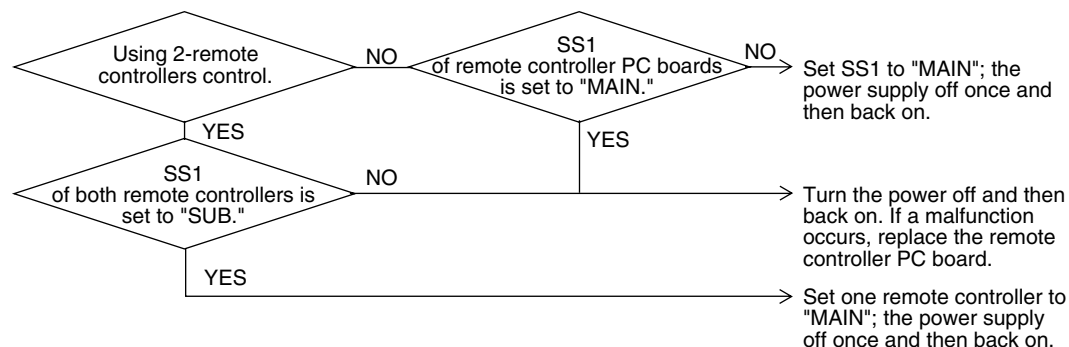 Using 2-remote
controllers control.
NO
SS1
of remote controller PC boards
is set to "MAIN."
NO
Set SS1 to "MAIN"; the
power supply off once and
then back on.
YES
YES
SS1
of both remote controllers is
set to "SUB."
NO
Turn the power off and then
back on. If a malfunction
occurs, replace the remote
controller PC board.
YES
Set one remote controller to
"MAIN"; the power supply
off once and then back on.